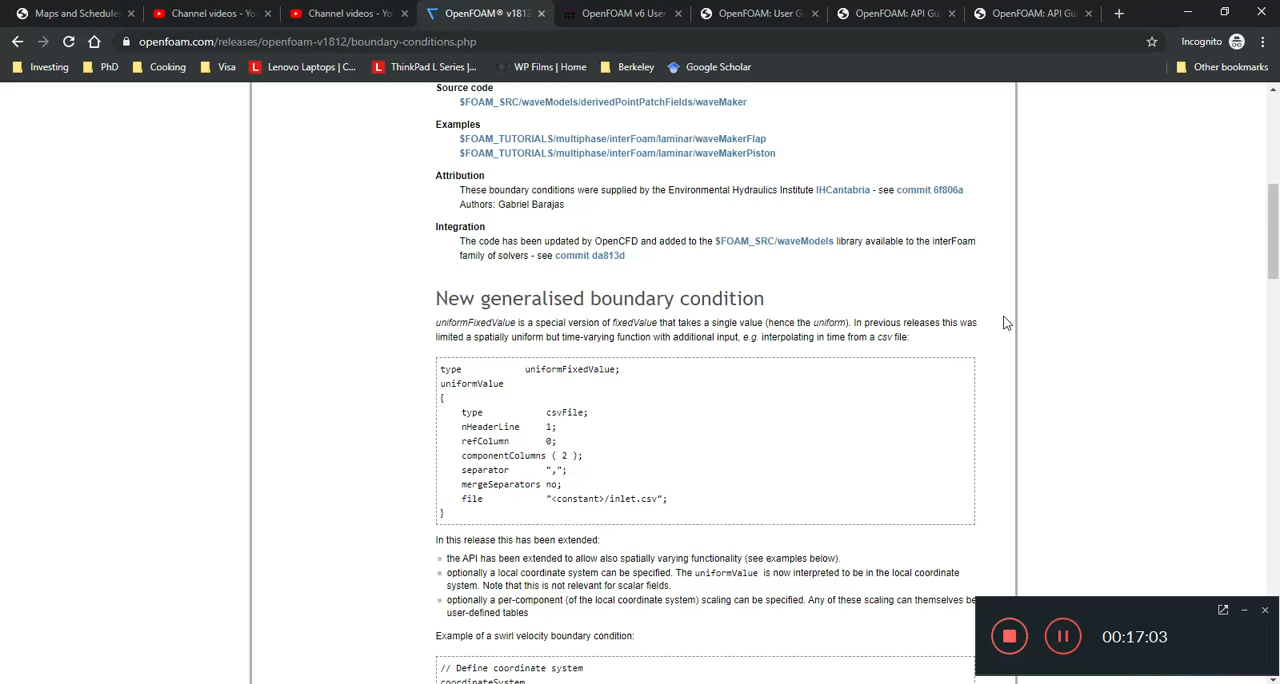 Maps and Schedules
Channel videos - Yo
Channel videos - Yo
OpenFOAM® v1812
OpenFOAM v6 User
OpenFOAM: User G
OpenFOAM: API Gu
OpenFOAM: API Gu
openfoam.com/releases/openfoam-v1812/boundary-conditions.php
Incognito
Investing
PhD
Cooking
Visa
Lenovo Laptops | C...
ThinkPad L Series |...
WP Films | Home
Berkeley
Google Scholar
Other bookmarks
Source code
$FOAM_SRC/waveModels/derivedPointPatchFields/waveMaker
Examples
$FOAM_TUTORIALS/multiphase/interFoam/laminar/waveMakerFlap
$FOAM_TUTORIALS/multiphase/interFoam/laminar/waveMakerPiston
Attribution
These boundary conditions were supplied by the Environmental Hydraulics Institute IHCantabria - see commit 6f806a
Authors: Gabriel Barajas
Integration
The code has been updated by OpenCFD and added to the $FOAM_SRC/waveModels library available to the interFoam
family of solvers - see commit da813d
New generalised boundary condition
uniformFixedValue is a special version of fixedValue that takes a single value (hence the uniform). In previous releases this was
limited a spatially uniform but time-varying function with additional input, e.g. interpolating in time from a csv file:
type uniformFixedValue;
uniformValue
{
type csvFile;
nHeaderLine 1;
refColumn 0;
componentColumns ( 2 );
separator ",";
mergeSeparators no;
file "<constant>/inlet.csv";
}
In this release this has been extended:
the API has been extended to allow also spatially varying functionality (see examples below).
optionally a local coordinate system can be specified. The uniformValue is now interpreted to be in the local coordinate
system. Note that this is not relevant for scalar fields.
optionally a per-component (of the local coordinate system) scaling can be specified. Any of these scaling can themselves be
user-defined tables
Example of a swirl velocity boundary condition:
// Define coordinate system
coordinateSystem
00:17:03